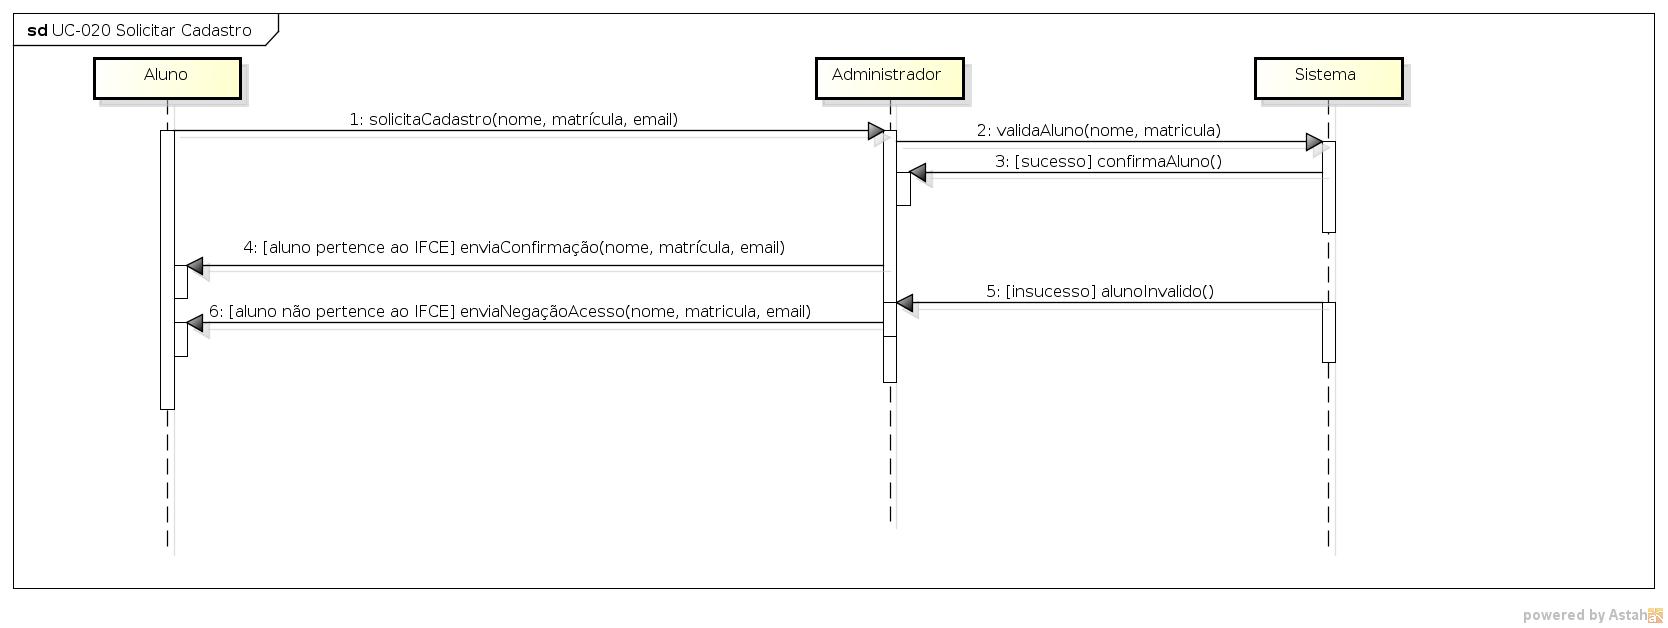 sd UC-020 Solicitar Cadastro
Aluno
Administrador
Sistema
1: solicitaCadastro(nome, matrícula, email)
2: validaAluno(nome, matricula)
3: [sucesso] confirmaAluno()
4: [aluno pertence ao IFCE] enviaConfirmação(nome, matrícula, email)
5: [insucesso] alunoInvalido()
6: [aluno não pertence ao IFCE] enviaNegaçãoAcesso(nome, matricula, email)
powered by Astah